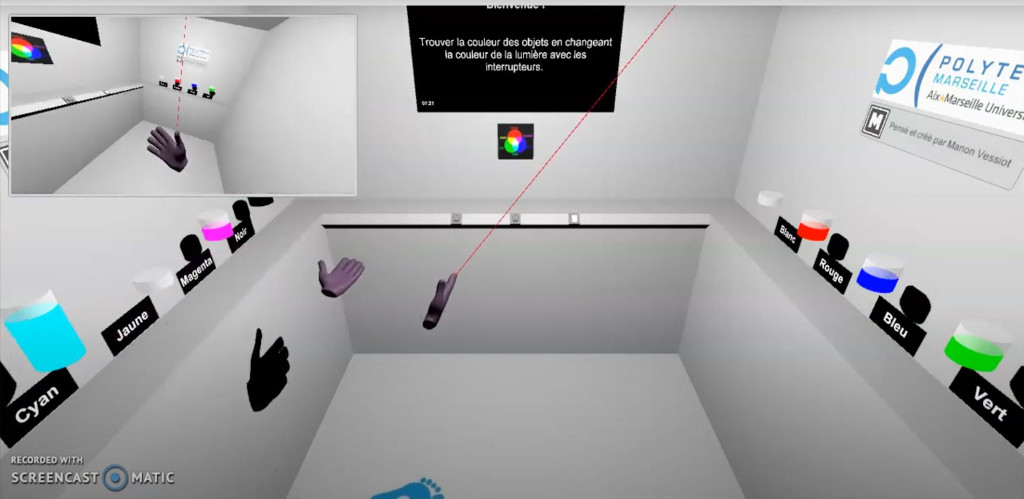 Bienvenue !
Trouver la couleur des objets en changeant
la couleur de la lumière avec les
interrupteurs.
01:21
POLYTE
MARSEILLE
Aix+Marseille Universi
M
Pensé et créé par Manon Vessiot
Noir
Magenta
Jaune
Cyan
Blanc
Rouge
Bleu
Vert
RECORDED WITH
SCREENCAST MATIC